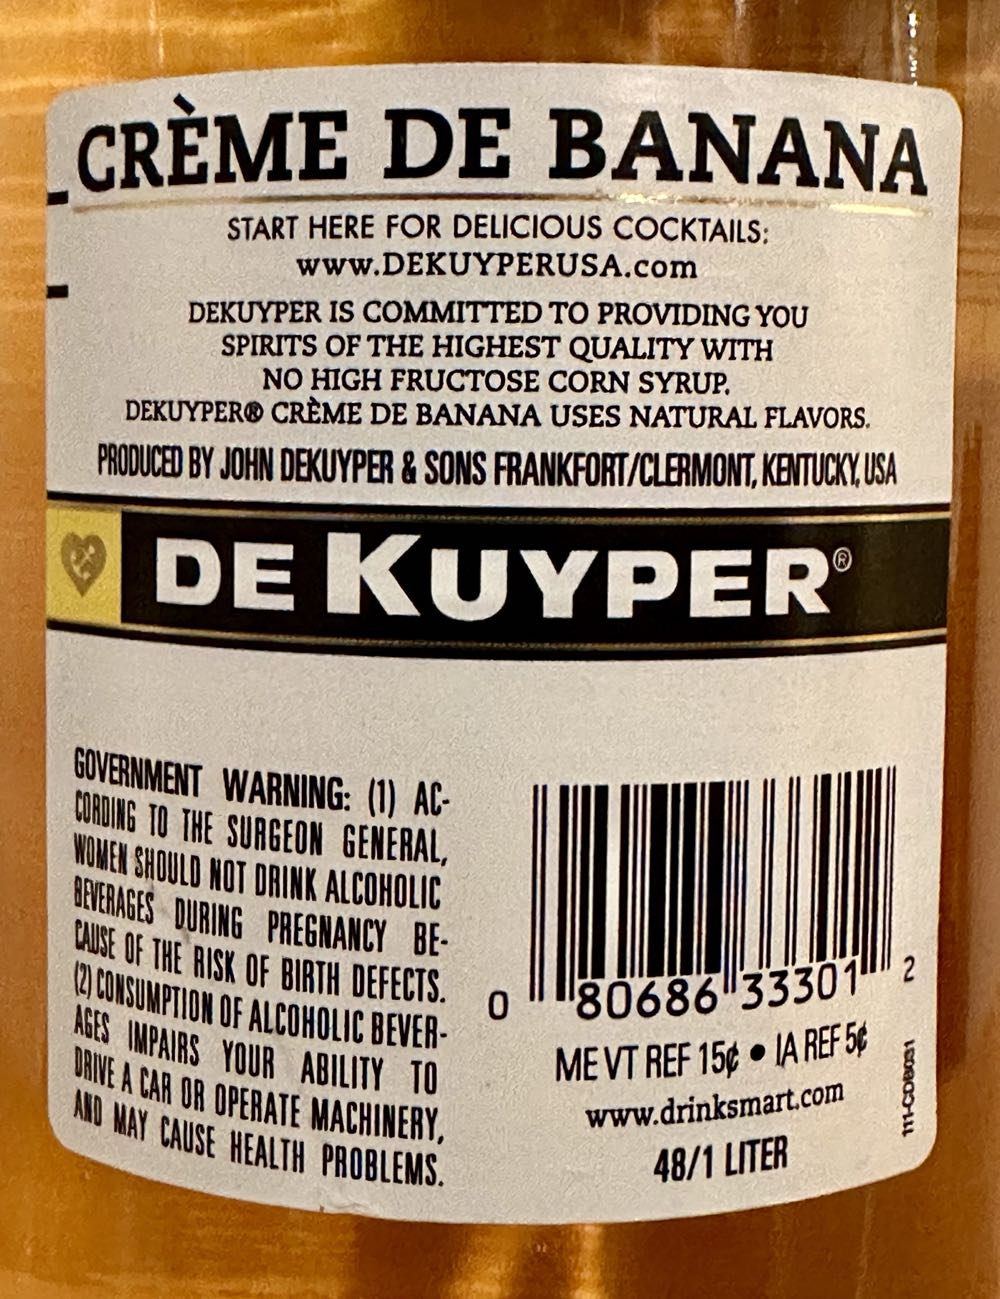 CRÈME DE BANANA
START HERE FOR DELICIOUS COCKTAILS:
www.DEKUYPERUSA.com
DEKUYPER IS COMMITTED TO PROVIDING YOU
SPIRITS OF THE HIGHEST QUALITY WITH
NO HIGH FRUCTOSE CORN SYRUP.
DEKUYPER® CRÈME DE BANANA USES NATURAL FLAVORS.
PRODUCED BY JOHN DEKUYPER & SONS FRANKFORT/CLERMONT, KENTUCKY, USA
DE KUYPER®
GOVERNMENT WARNING: (1) AC-
CORDING TO THE SURGEON GENERAL,
WOMEN SHOULD NOT DRINK ALCOHOLIC
BEVERAGES DURING PREGNANCY BE-
CAUSE OF THE RISK OF BIRTH DEFECTS.
(2) CONSUMPTION OF ALCOHOLIC BEVER-
AGES IMPAIRS YOUR ABILITY TO
DRIVE A CAR OR OPERATE MACHINERY,
AND MAY CAUSE HEALTH PROBLEMS.
0 80686 33301 2
ME VT REF 15¢ • IA REF 5¢
www.drinksmart.com
48/1 LITER
111-CDB031